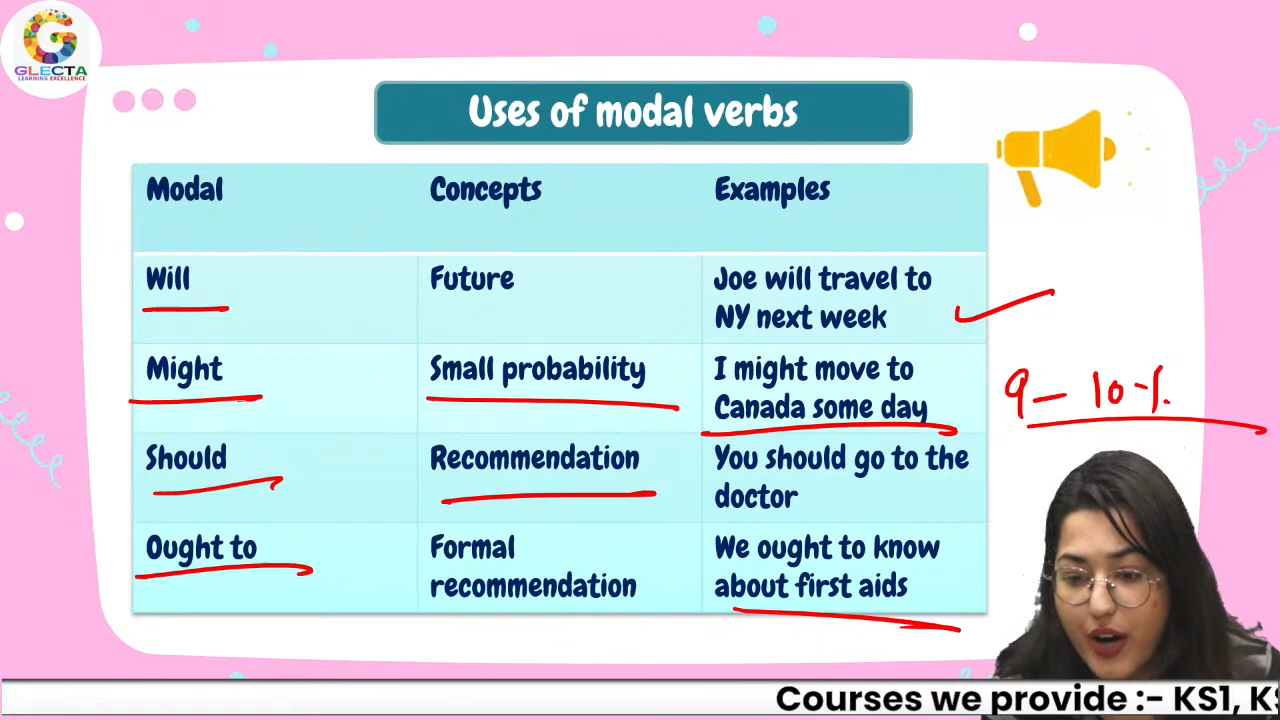 GLECTA
LEARNING EXCELLENCE
Uses of modal verbs
Modal
Concepts
Examples
Will
Future
Joe will travel to
NY next week
Might
Small probability
I might move to
Canada some day
9 - 10 %
Should
Recommendation
You should go to the
doctor
Ought to
Formal
recommendation
We ought to know
about first aids
Courses we provide :- KS1, KS